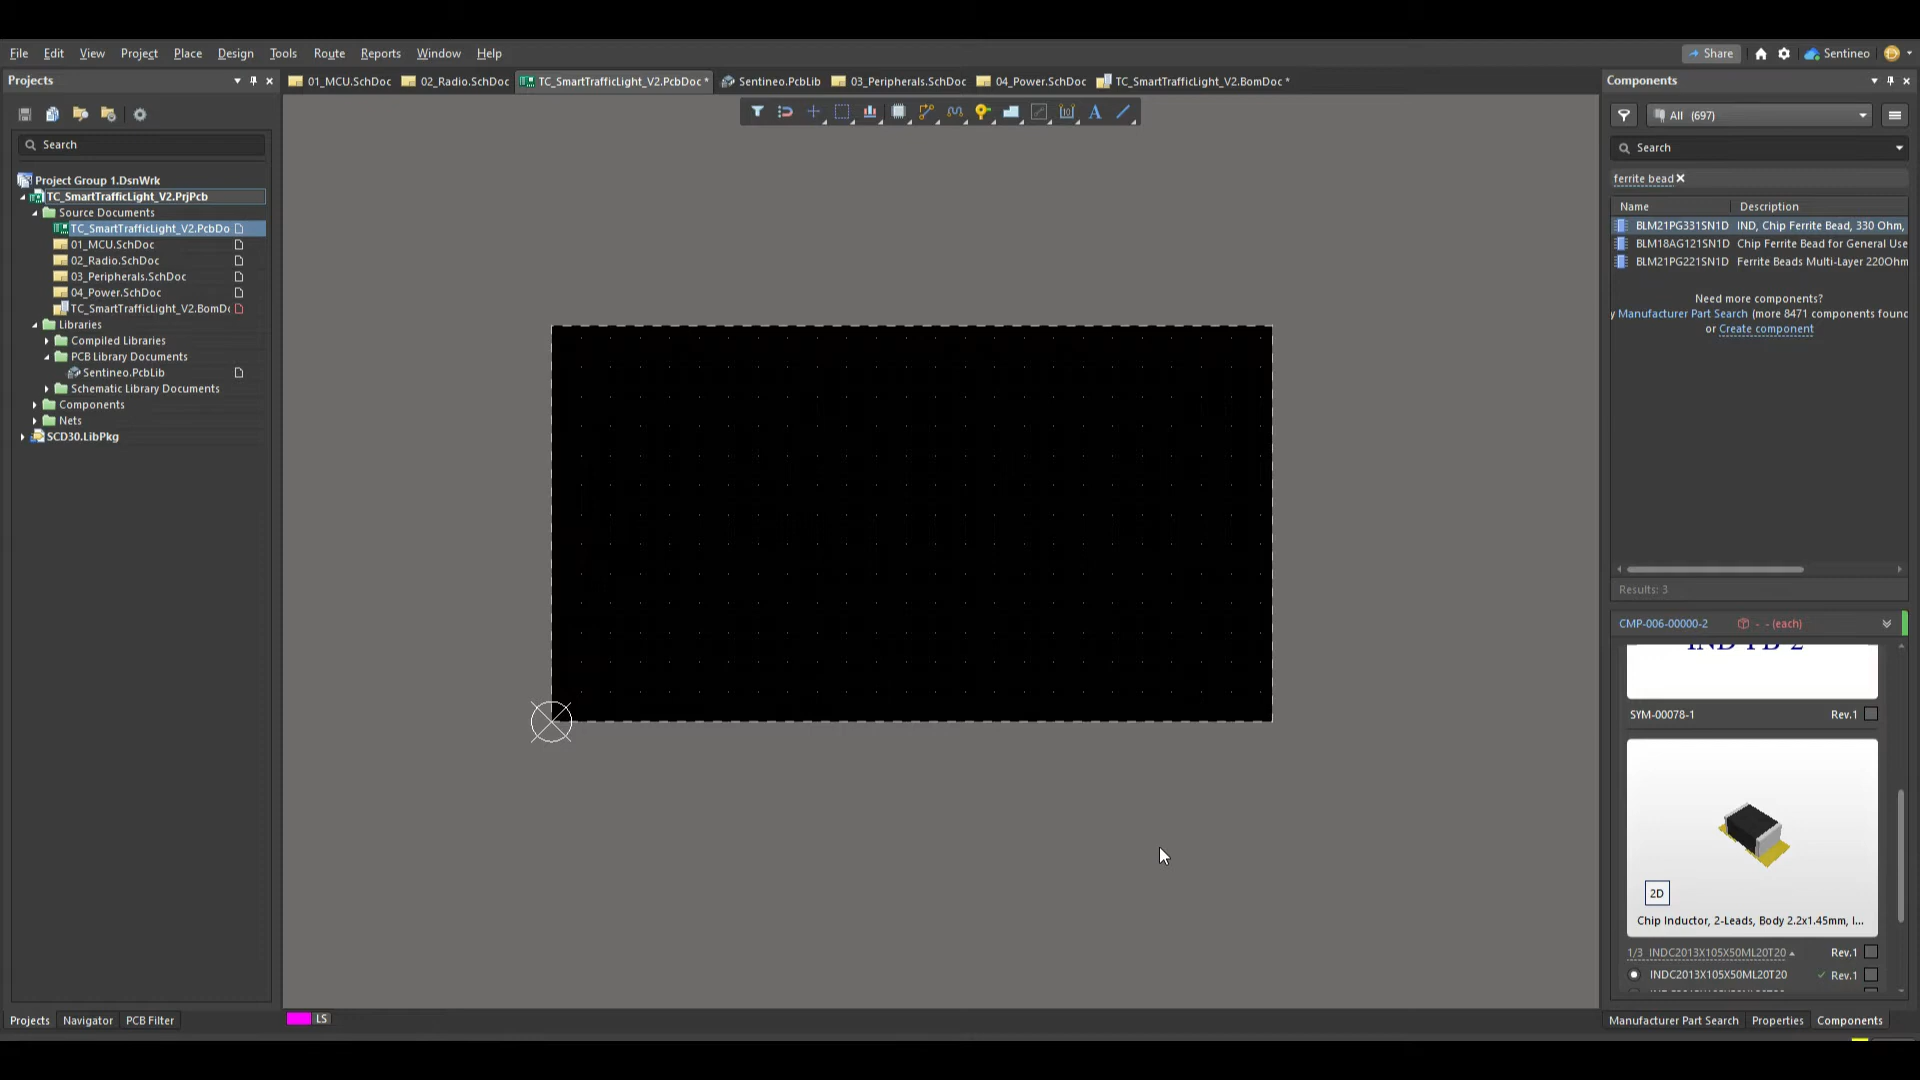 File Edit View Project Place Design Tools Route Reports Window Help
Share Sentineo
Projects
01_MCU.SchDoc 02_Radio.SchDoc TC_SmartTrafficLight_V2.PcbDoc * Sentineo.PcbLib 03_Peripherals.SchDoc 04_Power.SchDoc TC_SmartTrafficLight_V2.BomDoc *
Components
All (697)
Search
Search
ferrite bead
Project Group 1.DsnWrk
TC_SmartTrafficLight_V2.PrjPcb
Source Documents
TC_SmartTrafficLight_V2.PcbDo
01_MCU.SchDoc
02_Radio.SchDoc
03_Peripherals.SchDoc
04_Power.SchDoc
TC_SmartTrafficLight_V2.BomDo
Libraries
Compiled Libraries
PCB Library Documents
Sentineo.PcbLib
Schematic Library Documents
Components
Nets
SCD30.LibPkg
Name Description
BLM21PG331SN1D IND, Chip Ferrite Bead, 330 Ohm,
BLM18AG121SN1D Chip Ferrite Bead for General Use
BLM21PG221SN1D Ferrite Beads Multi-Layer 220Ohm
Need more components?
y Manufacturer Part Search (more 8471 components found
or Create component
Results: 3
CMP-006-00000-2 - - (each)
SYM-00078-1 Rev.1
2D
Chip Inductor, 2-Leads, Body 2.2x1.45mm, I...
1/3 INDC2013X105X50ML20T20 Rev.1
INDC2013X105X50ML20T20 Rev.1
Projects Navigator PCB Filter
LS
Manufacturer Part Search Properties Components